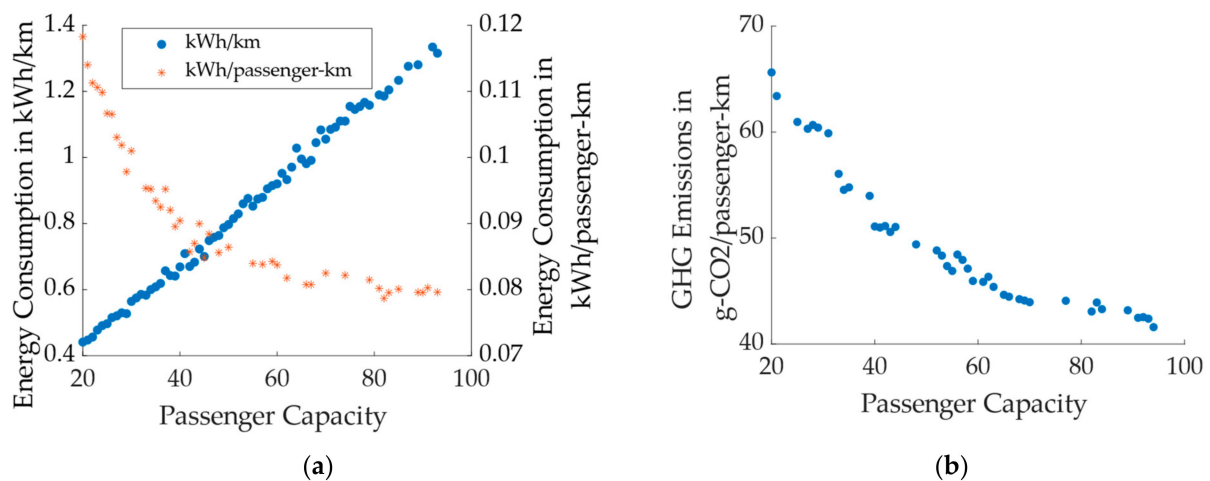 1.4
1.2
1
0.8
0.6
0.4
Energy Consumption in kWh/km
kWh/km
kWh/passenger-km
0.12
0.11
0.1
0.09
0.08
0.07
Energy Consumption in
kWh/passenger-km
20 40 60 80 100
Passenger Capacity
(a)
70
60
50
40
GHG Emissions in
g-CO2/passenger-km
20 40 60 80 100
Passenger Capacity
(b)